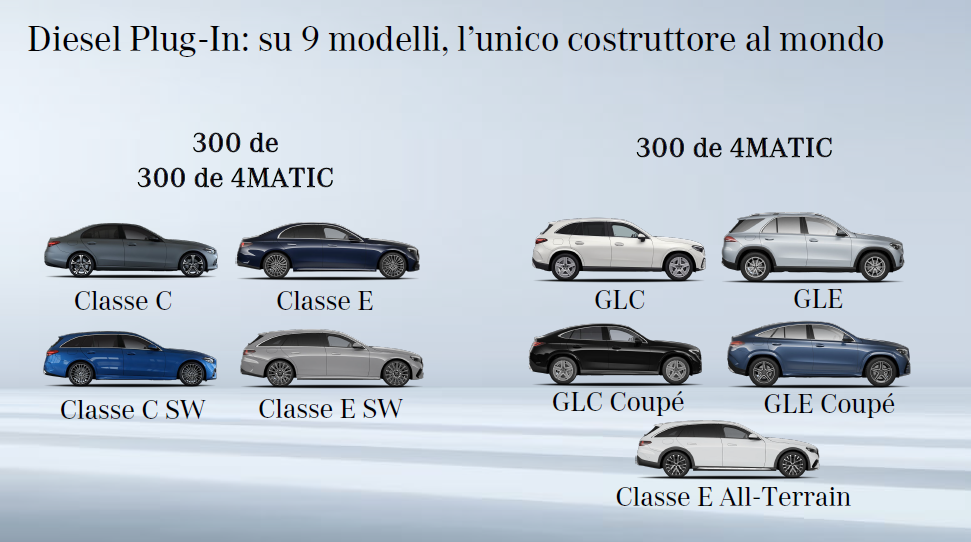 Diesel Plug-In: su 9 modelli, l’unico costruttore al mondo
300 de
300 de 4MATIC
Classe C
Classe E
Classe C SW
Classe E SW
300 de 4MATIC
GLC
GLE
GLC Coupé
GLE Coupé
Classe E All-Terrain